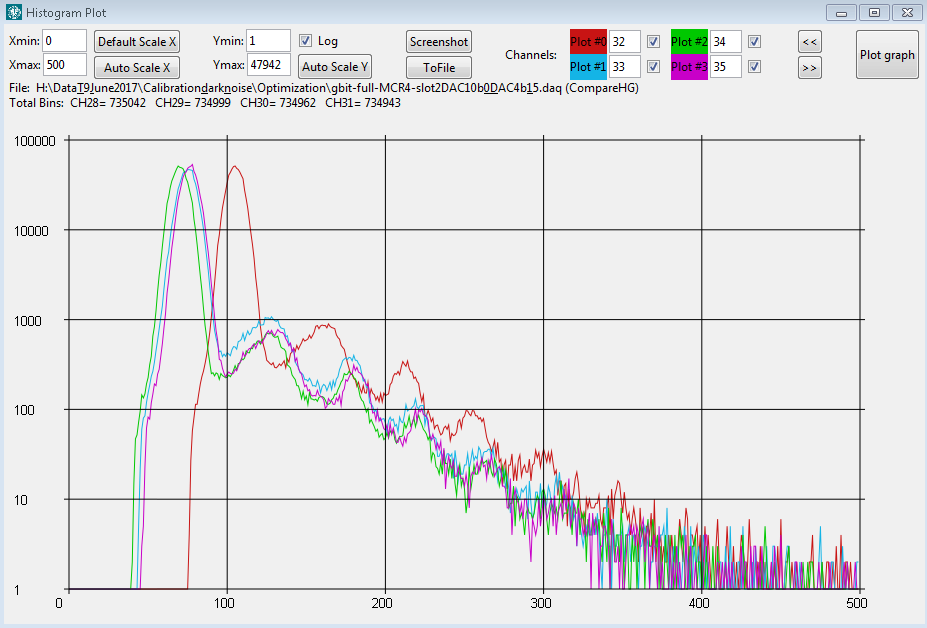 Histogram Plot
Xmin: 0 Default Scale X Ymin: 1 Log Screenshot Channels: Plot #0 32 Plot #2 34 << Plot graph
Xmax: 500 Auto Scale X Ymax: 47942 Auto Scale Y ToFile Plot #1 33 Plot #3 35 >>
File: H:\DataT9June2017\Calibrationdarknoise\Optimization\gbit-full-MCR4-slot2DAC10b0DAC4b15.daq (CompareHG)
Total Bins: CH28= 735042 CH29= 734999 CH30= 734962 CH31= 734943
100000
10000
1000
100
10
1
0 100 200 300 400 500